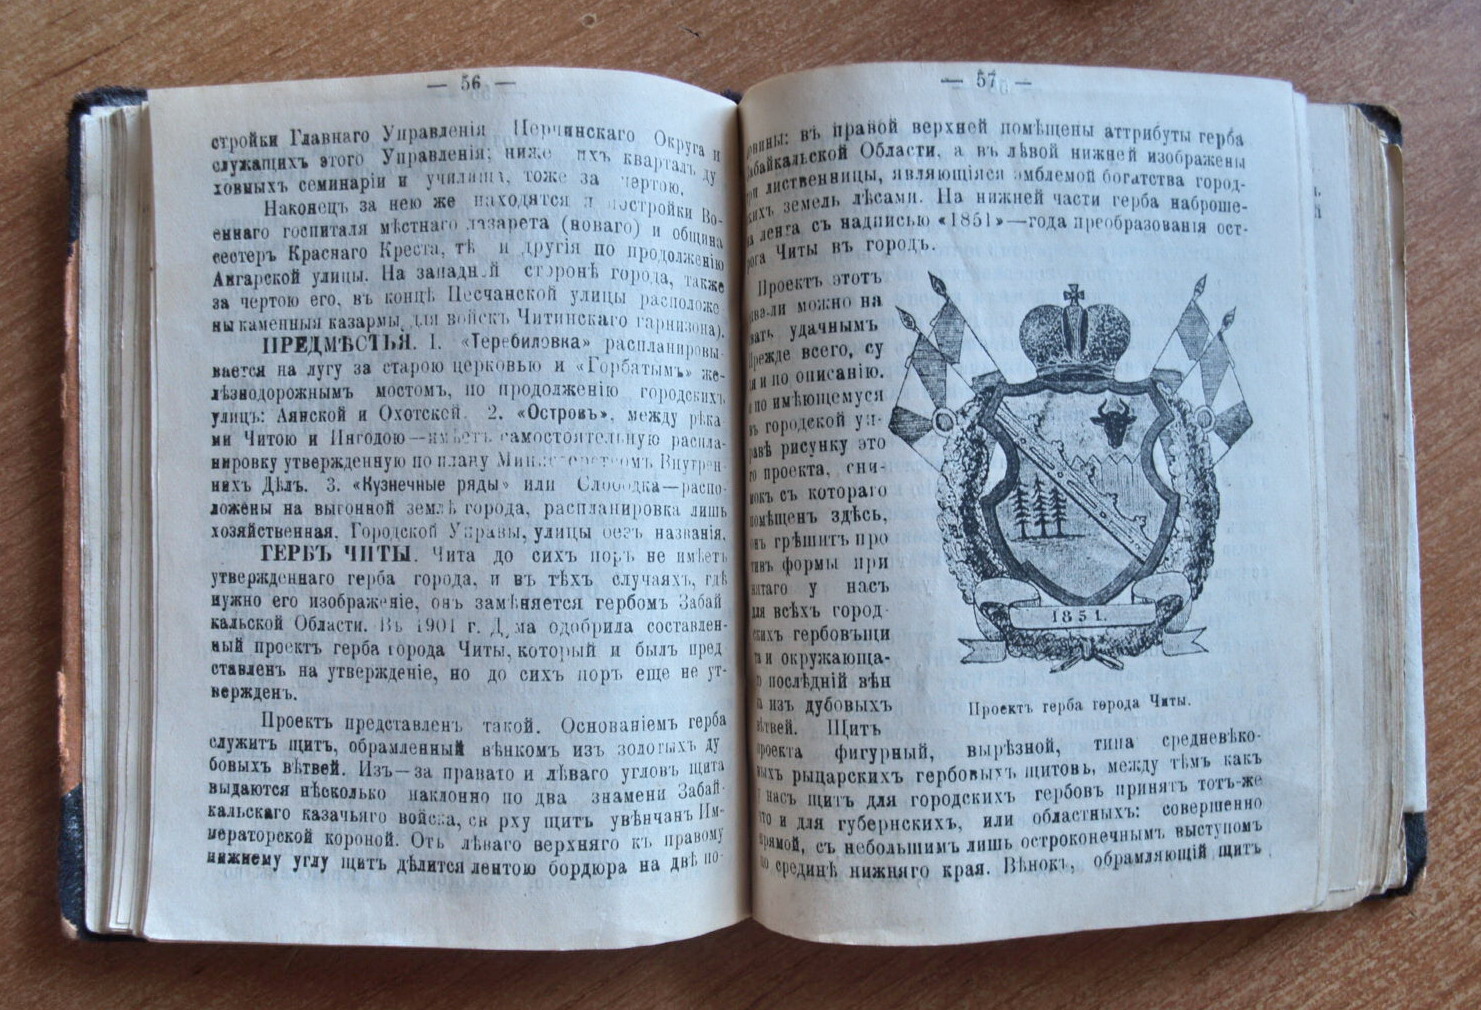 — 56 —
стройки Главнаго Управленія Нерчинскаго Округа и
служащихъ этого Управленія; ниже ихъ кварталъ ду
ховныхъ семинаріи и училища, тоже за чертою.
Наконецъ за нею же находятся и постройки Во-
еннаго госпиталя мѣстнаго лазарета (новаго) и община
сестеръ Краснаго Креста, тѣ и другія по продолженію
Ангарской улицы. На западной сторонѣ города, также
за чертою его, въ концѣ Песчанской улицы расположе
ны каменныя казармы для войскъ Читинскаго гарнизона).
ПРЕДМѢСТЬЯ. 1. «Теребиловка» распланировы-
вается на лугу за старою церковью и «Горбатымъ» же-
лѣзнодорожнымъ мостомъ, по продолженію городскихъ
улицъ: Аянской и Охотской. 2. «Островъ», между рѣка-
ми Читою и Ингодою—имѣетъ самостоятельную распла-
нировку утвержденную по плану Министерствомъ Внутрен-
нихъ Дѣлъ. 3. «Кузнечные ряды» или Слободка—распо-
ложены на выгонной землѣ города, распланировка лишь
хозяйственная, Городской Управы, улицы безъ названія.
ГЕРБЪ ЧИТЫ. Чита до сихъ поръ не имѣетъ
утвержденнаго герба города, и въ тѣхъ случаяхъ, гдѣ
нужно его изображеніе, онъ замѣняется гербомъ Забай
кальской Области. Въ 1901 г. Дума одобрила составлен-
ный проектъ герба города Читы, который и былъ пред
ставленъ на утвержденіе, но до сихъ поръ еще не ут-
вержденъ.
Проектъ представленъ такой. Основаніемъ герба
служитъ щитъ, обрамленный вѣнкомъ изъ золотыхъ ду
бовыхъ вѣтвей. Изъ—за праваго и лѣваго угловъ щита
выдаются нѣсколько наклонно по два знамени Забай-
кальскаго казачьяго войска, сверху щитъ увѣнчанъ Им-
ператорской короной. Отъ лѣваго верхняго къ правому
нижнему углу щитъ дѣлится лентою бордюра на двѣ по-
— 57 —
ловины: въ правой верхней помѣщены аттрибуты герба
Забайкальской Области, а въ лѣвой нижней изображены
три лиственницы, являющіяся эмблемой богатства город-
скихъ земель лѣсами. На нижней части герба наброше-
на лента съ надписью «1851»—года преобразованія ост-
рога Читы въ городъ.
Проектъ этотъ
едва-ли можно на
звать удачнымъ
Прежде всего, су
дя и по описанію,
и по имѣющемуся
въ городской уп-
равѣ рисунку это
го проекта, сни-
мокъ съ котораго
помѣщенъ здѣсь,
онъ грѣшитъ про
тивъ формы при
нятаго у насъ
для всѣхъ город-
скихъ гербовъщи
та и окружающа-
го послѣдній вѣн
ка изъ дубовыхъ
вѣтвей. Щитъ
1851.
Проектъ герба города Читы.
проекта фигурный, вырѣзной, типа средневѣко-
выхъ рыцарскихъ гербовыхъ щитовъ, между тѣмъ какъ
у насъ щитъ для городскихъ гербовъ принятъ тотъ-же
что и для губернскихъ, или областныхъ: совершенно
прямой, съ небольшимъ лишь остроконечнымъ выступомъ
по срединѣ нижняго края. Вѣнокъ, обрамляющій щитъ